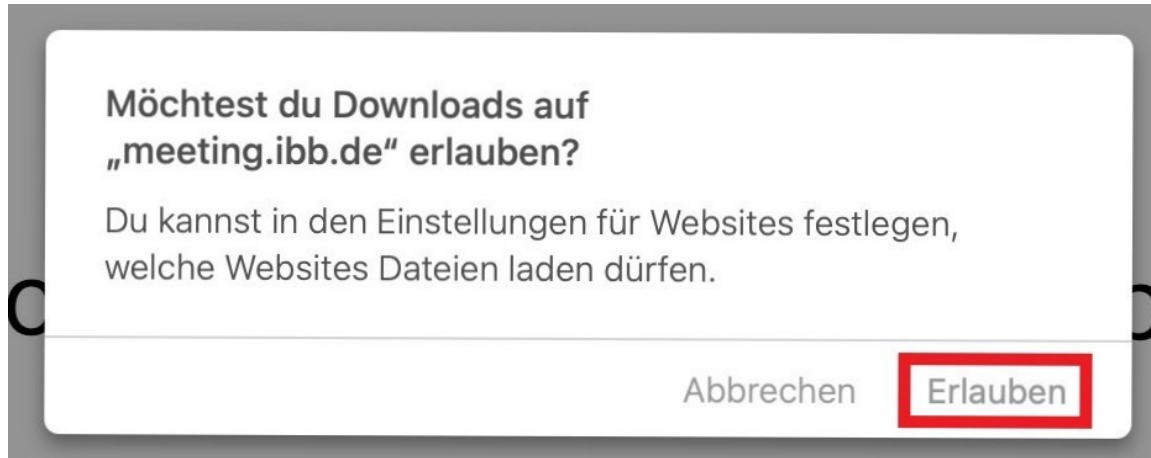 Möchtest du Downloads auf
„meeting.ibb.de“ erlauben?
Du kannst in den Einstellungen für Websites festlegen,
welche Websites Dateien laden dürfen.
Abbrechen Erlauben